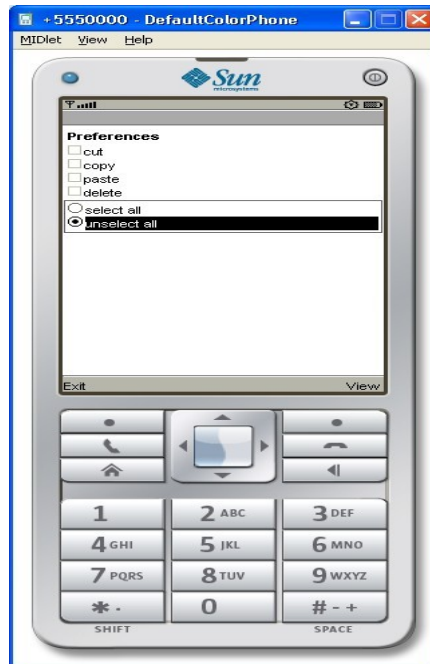 +5550000 - DefaultColorPhone
MIDlet View Help
Sun
microsystems
Preferences
cut
copy
paste
delete
select all
unselect all
Exit View
1 2 ABC 3 DEF
4 GHI 5 JKL 6 MNO
7 PQRS 8 TUV 9 WXYZ
* . 0 # - +
SHIFT SPACE